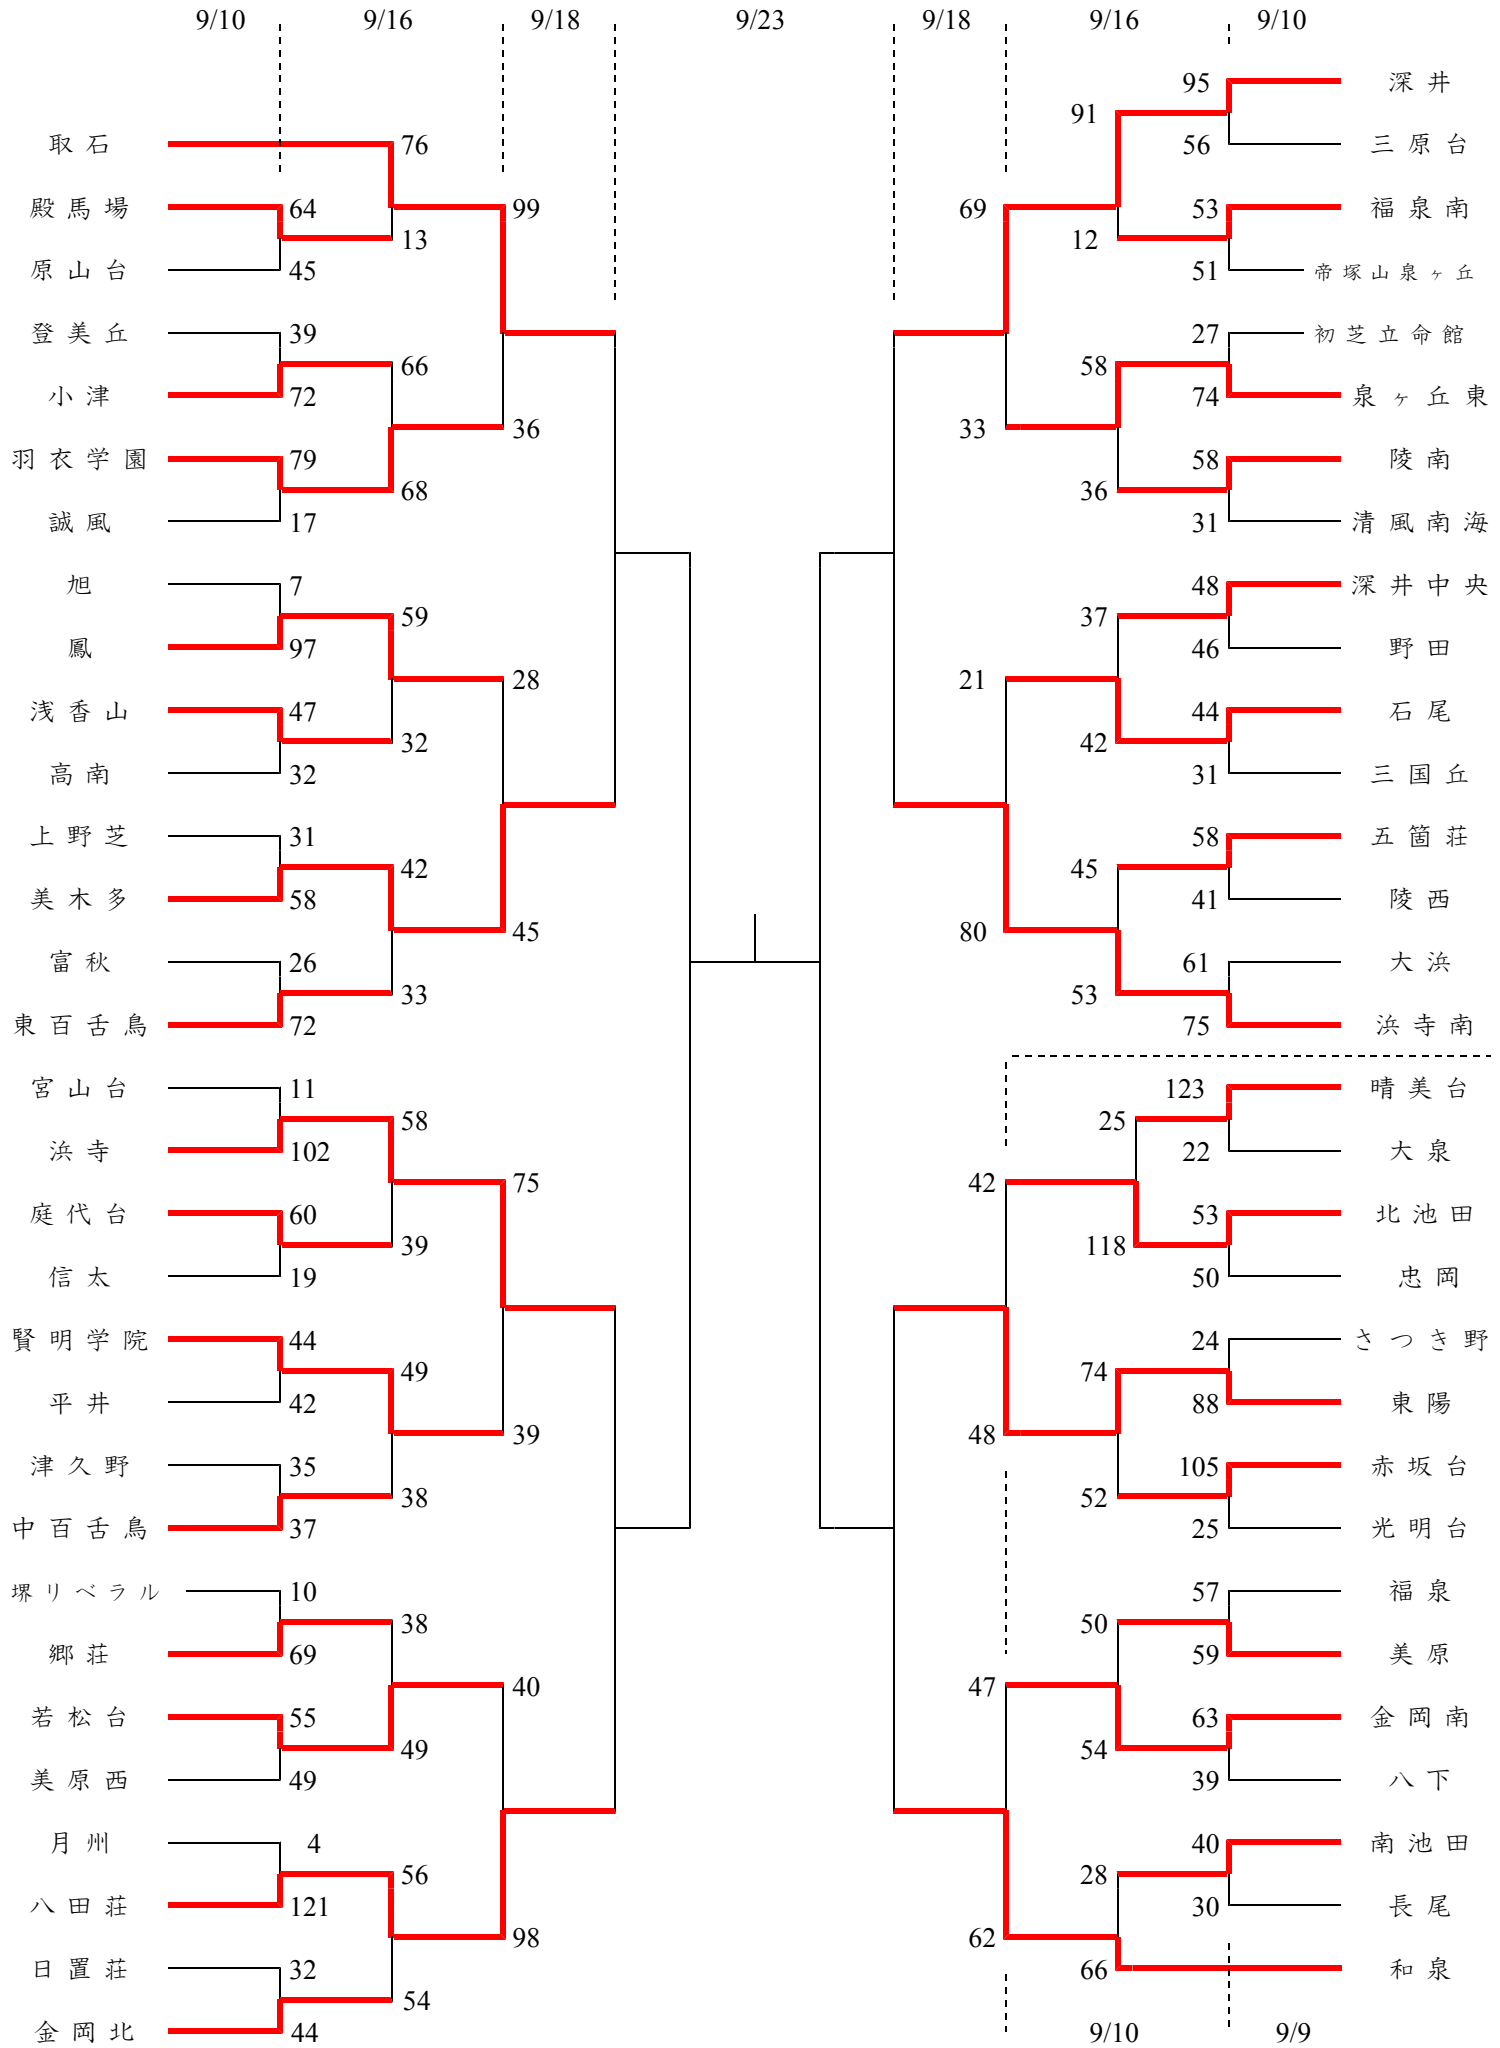 9/10 9/16 9/18 9/23 9/18 9/16 9/10
取石
殿馬場
原山台
登美丘
小津
羽衣学園
誠風
旭
鳳
浅香山
高南
上野芝
美木多
富秋
東百舌鳥
宮山台
浜寺
庭代台
信太
賢明学院
平井
津久野
中百舌鳥
堺リベラル
郷荘
若松台
美原西
月州
八田荘
日置荘
金岡北
64
45
39
72
79
17
7
97
47
32
31
58
26
72
11
102
60
19
44
42
35
37
10
69
55
49
4
121
32
44
76
13
66
68
59
32
42
33
58
39
49
38
38
49
56
54
99
36
28
45
75
39
40
98
69
33
21
80
42
48
47
62
91
12
58
36
37
42
45
53
25
118
74
52
50
54
28
66
95
56
53
51
27
74
58
31
48
46
44
31
58
41
61
75
123
22
53
50
24
88
105
25
57
59
63
39
40
30
深井
三原台
福泉南
帝塚山泉ヶ丘
初芝立命館
泉ヶ丘東
陵南
清風南海
深井中央
野田
石尾
三国丘
五箇荘
陵西
大浜
浜寺南
晴美台
大泉
北池田
忠岡
さつき野
東陽
赤坂台
光明台
福泉
美原
金岡南
八下
南池田
長尾
和泉
9/10 9/9